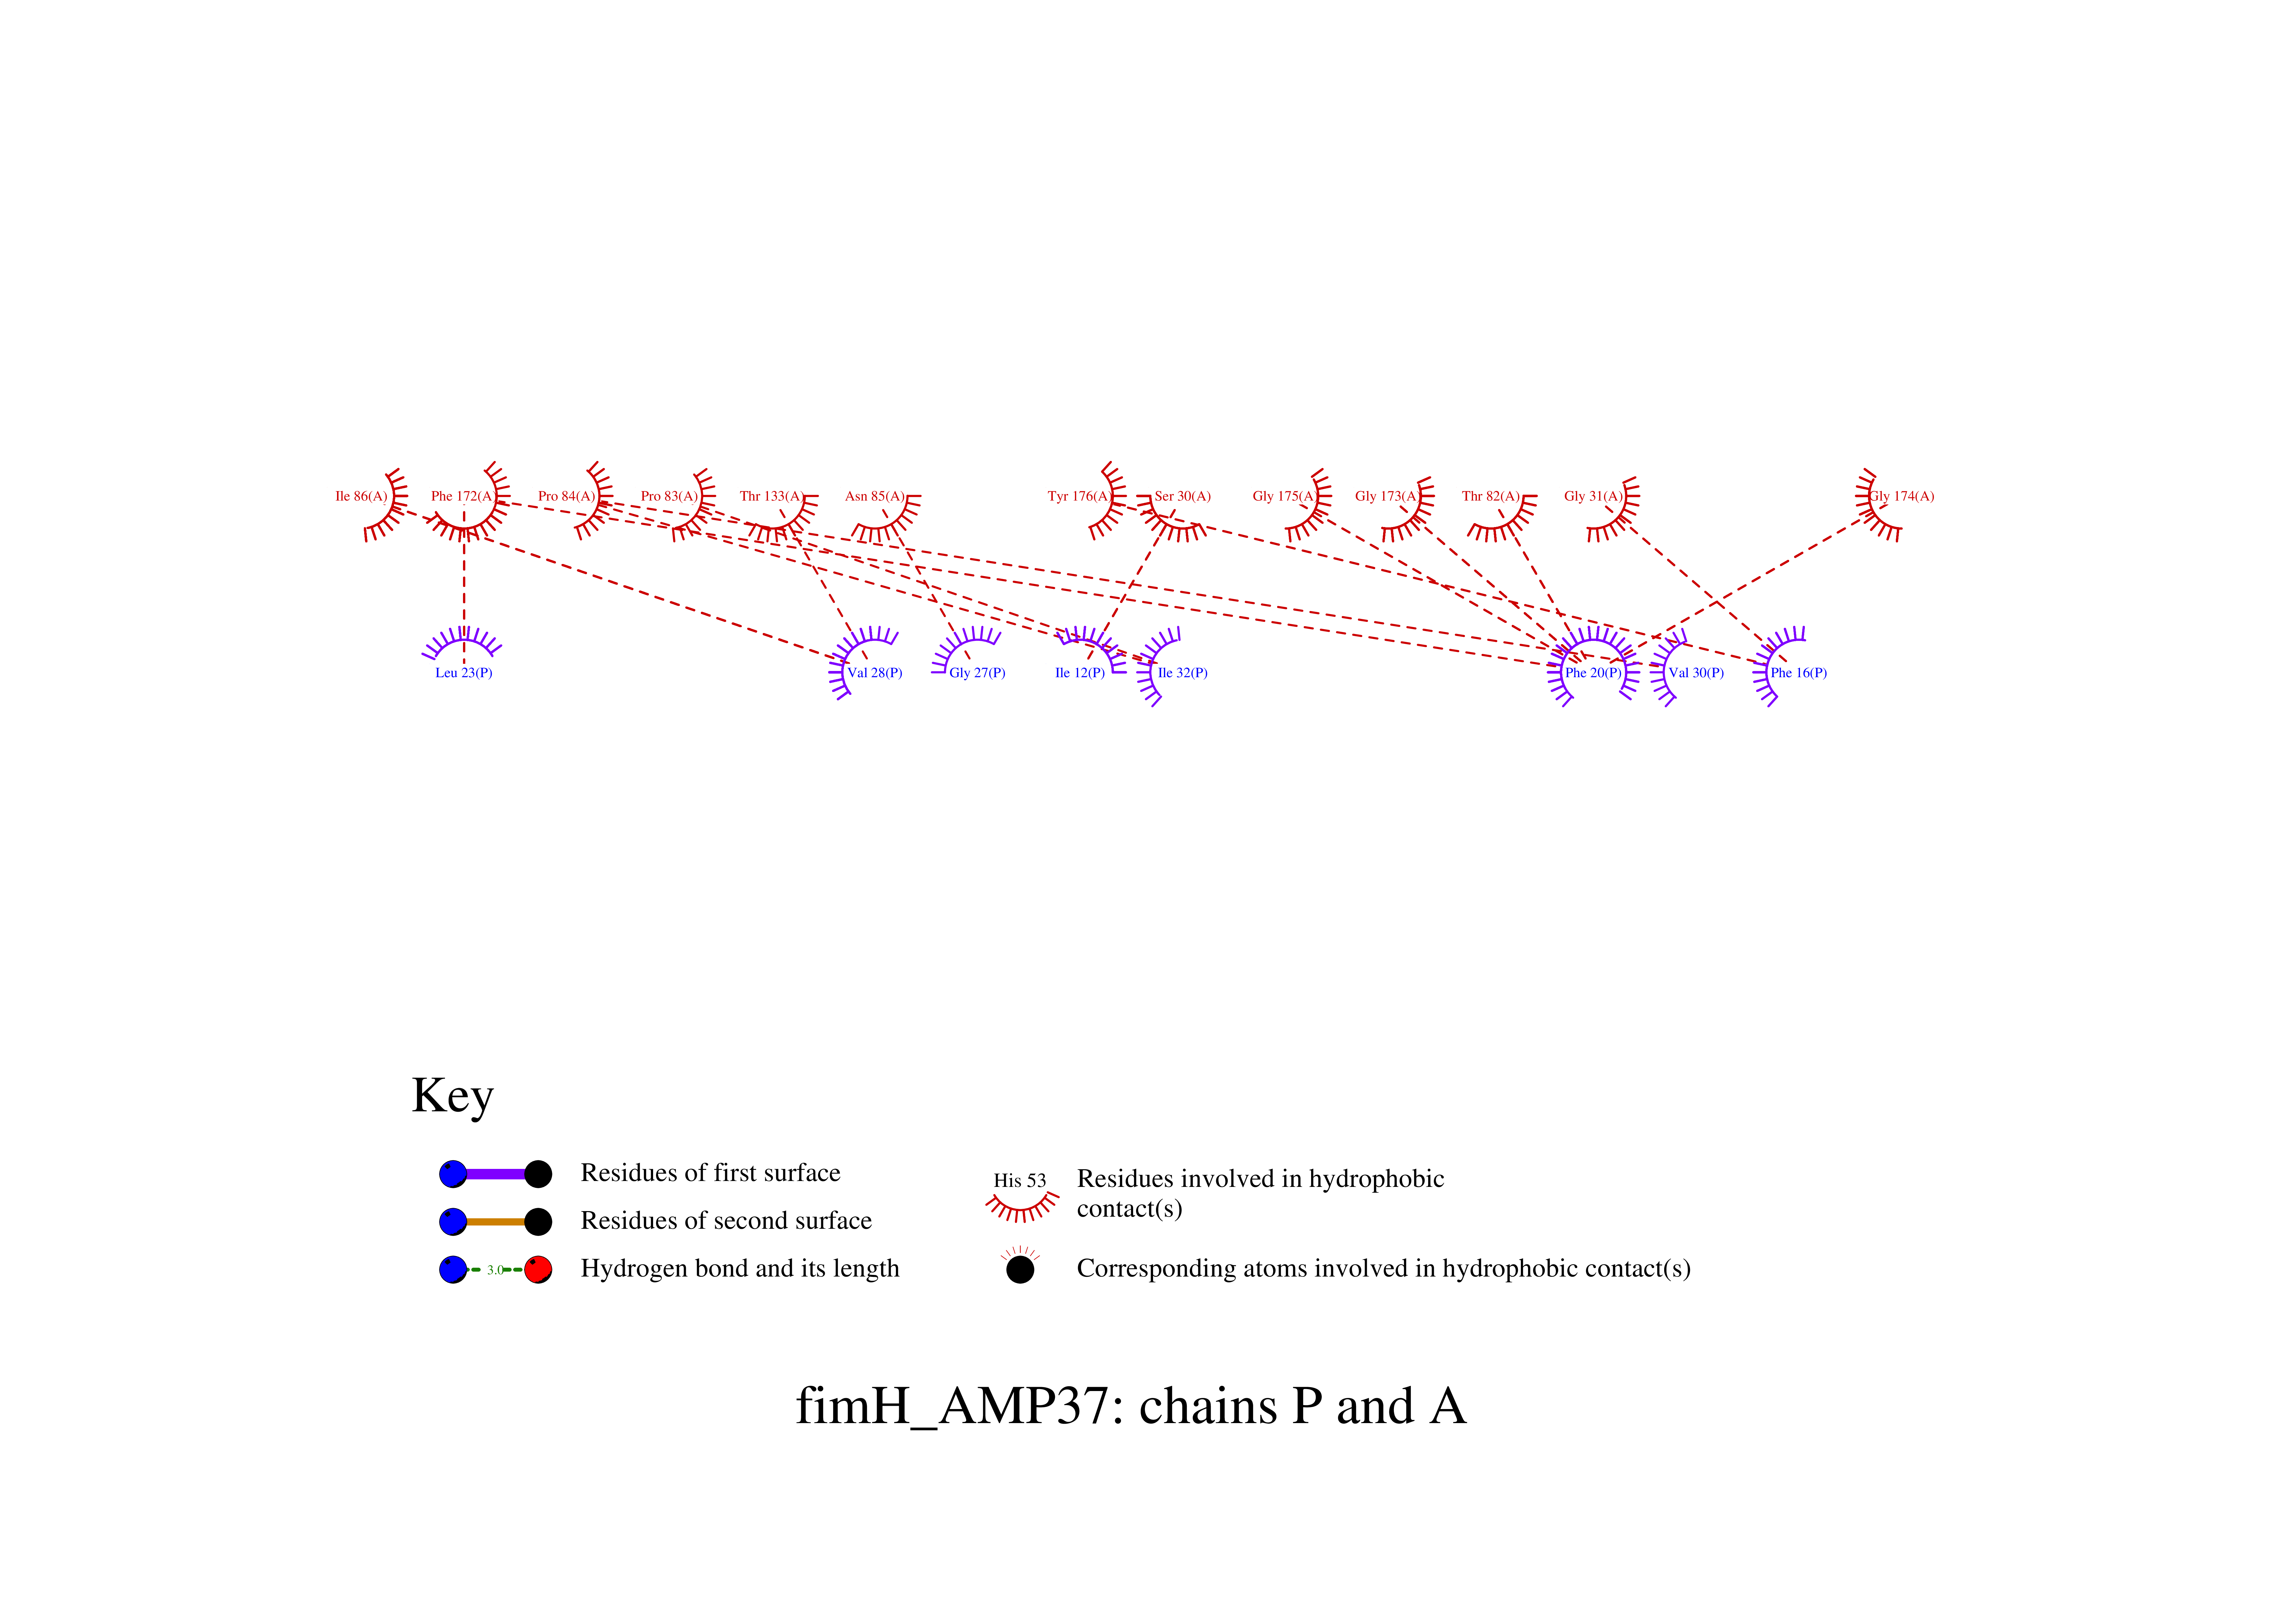 Ile 86(A) Phe 172(A) Pro 84(A) Pro 83(A) Thr 133(A) Asn 85(A) Tyr 176(A) Ser 30(A) Gly 175(A) Gly 173(A) Thr 82(A) Gly 31(A) Gly 174(A)
Leu 23(P) Val 28(P) Gly 27(P) Ile 12(P) Ile 32(P) Phe 20(P) Val 30(P) Phe 16(P)
Key
Residues of first surface
Residues of second surface
3.0 Hydrogen bond and its length
His 53 Residues involved in hydrophobic
contact(s)
Corresponding atoms involved in hydrophobic contact(s)
fimH_AMP37: chains P and A